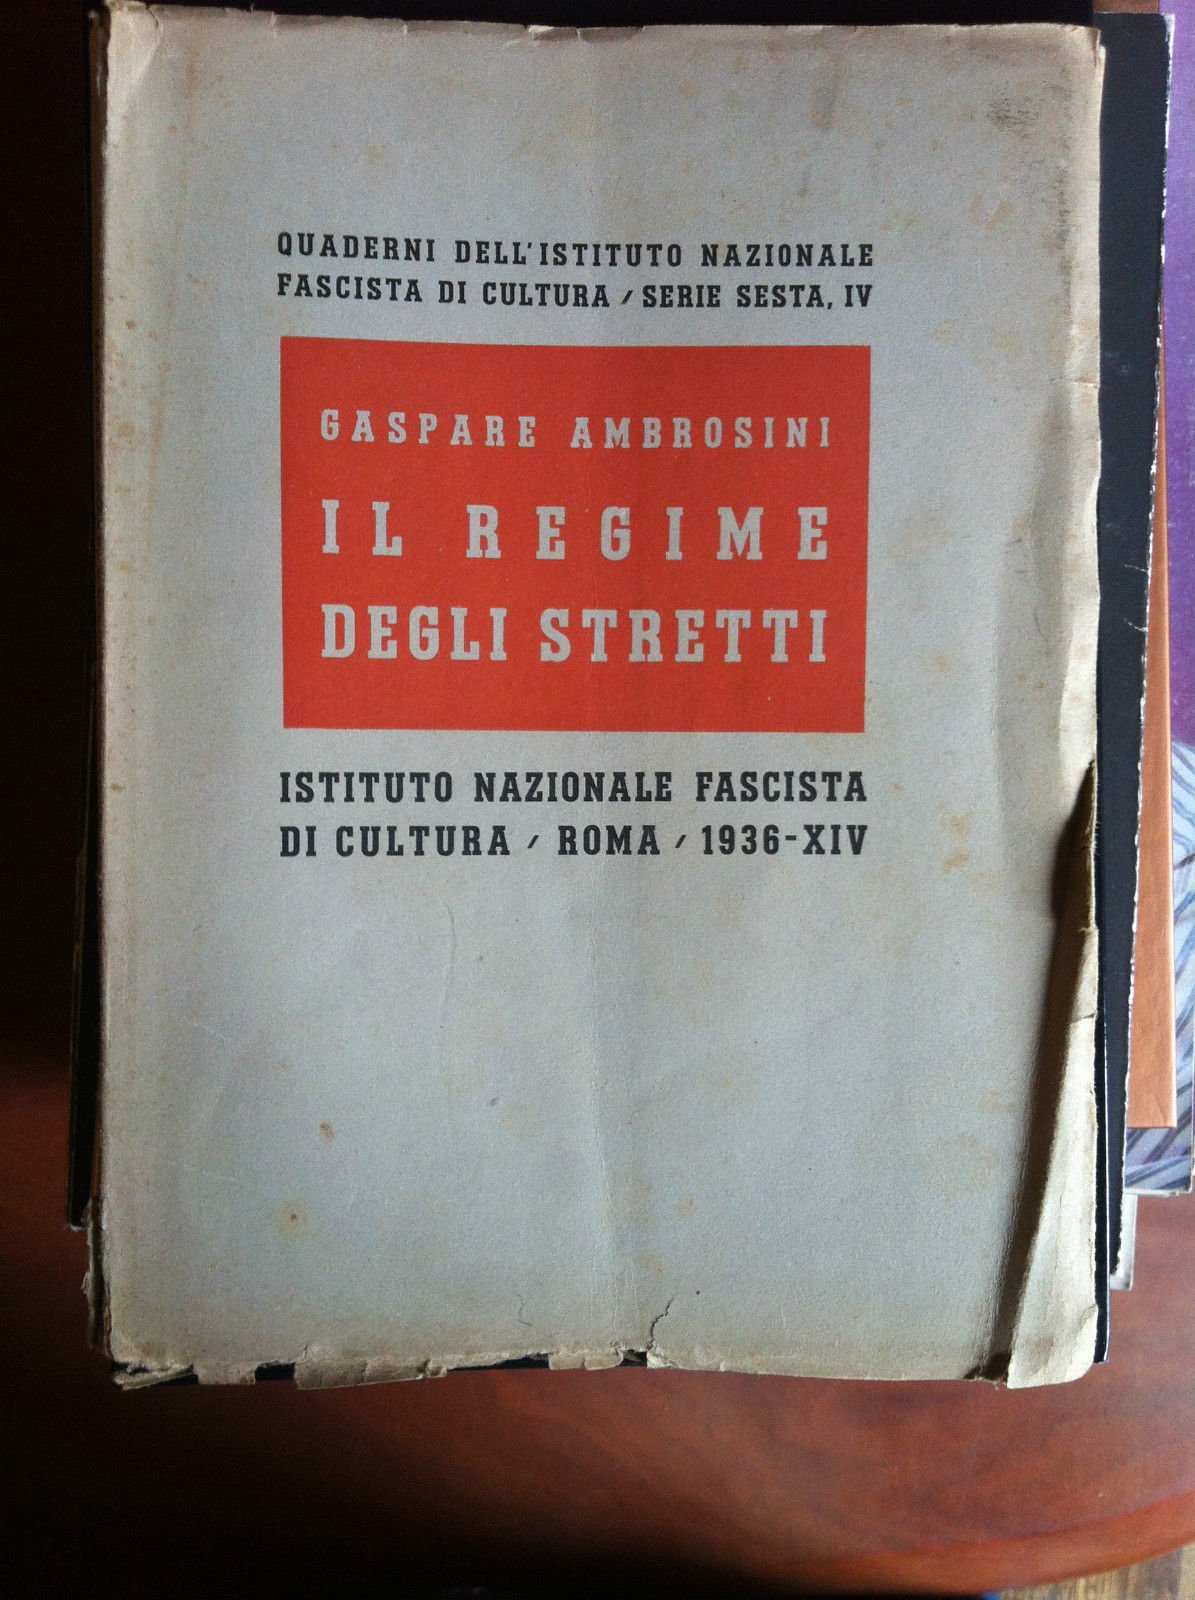 QUADERNI DELL'ISTITUTO NAZIONALE
FASCISTA DI CULTURA / SERIE SESTA, IV
GASPARE AMBROSINI
IL REGIME
DEGLI STRETTI
ISTITUTO NAZIONALE FASCISTA
DI CULTURA / ROMA / 1936-XIV